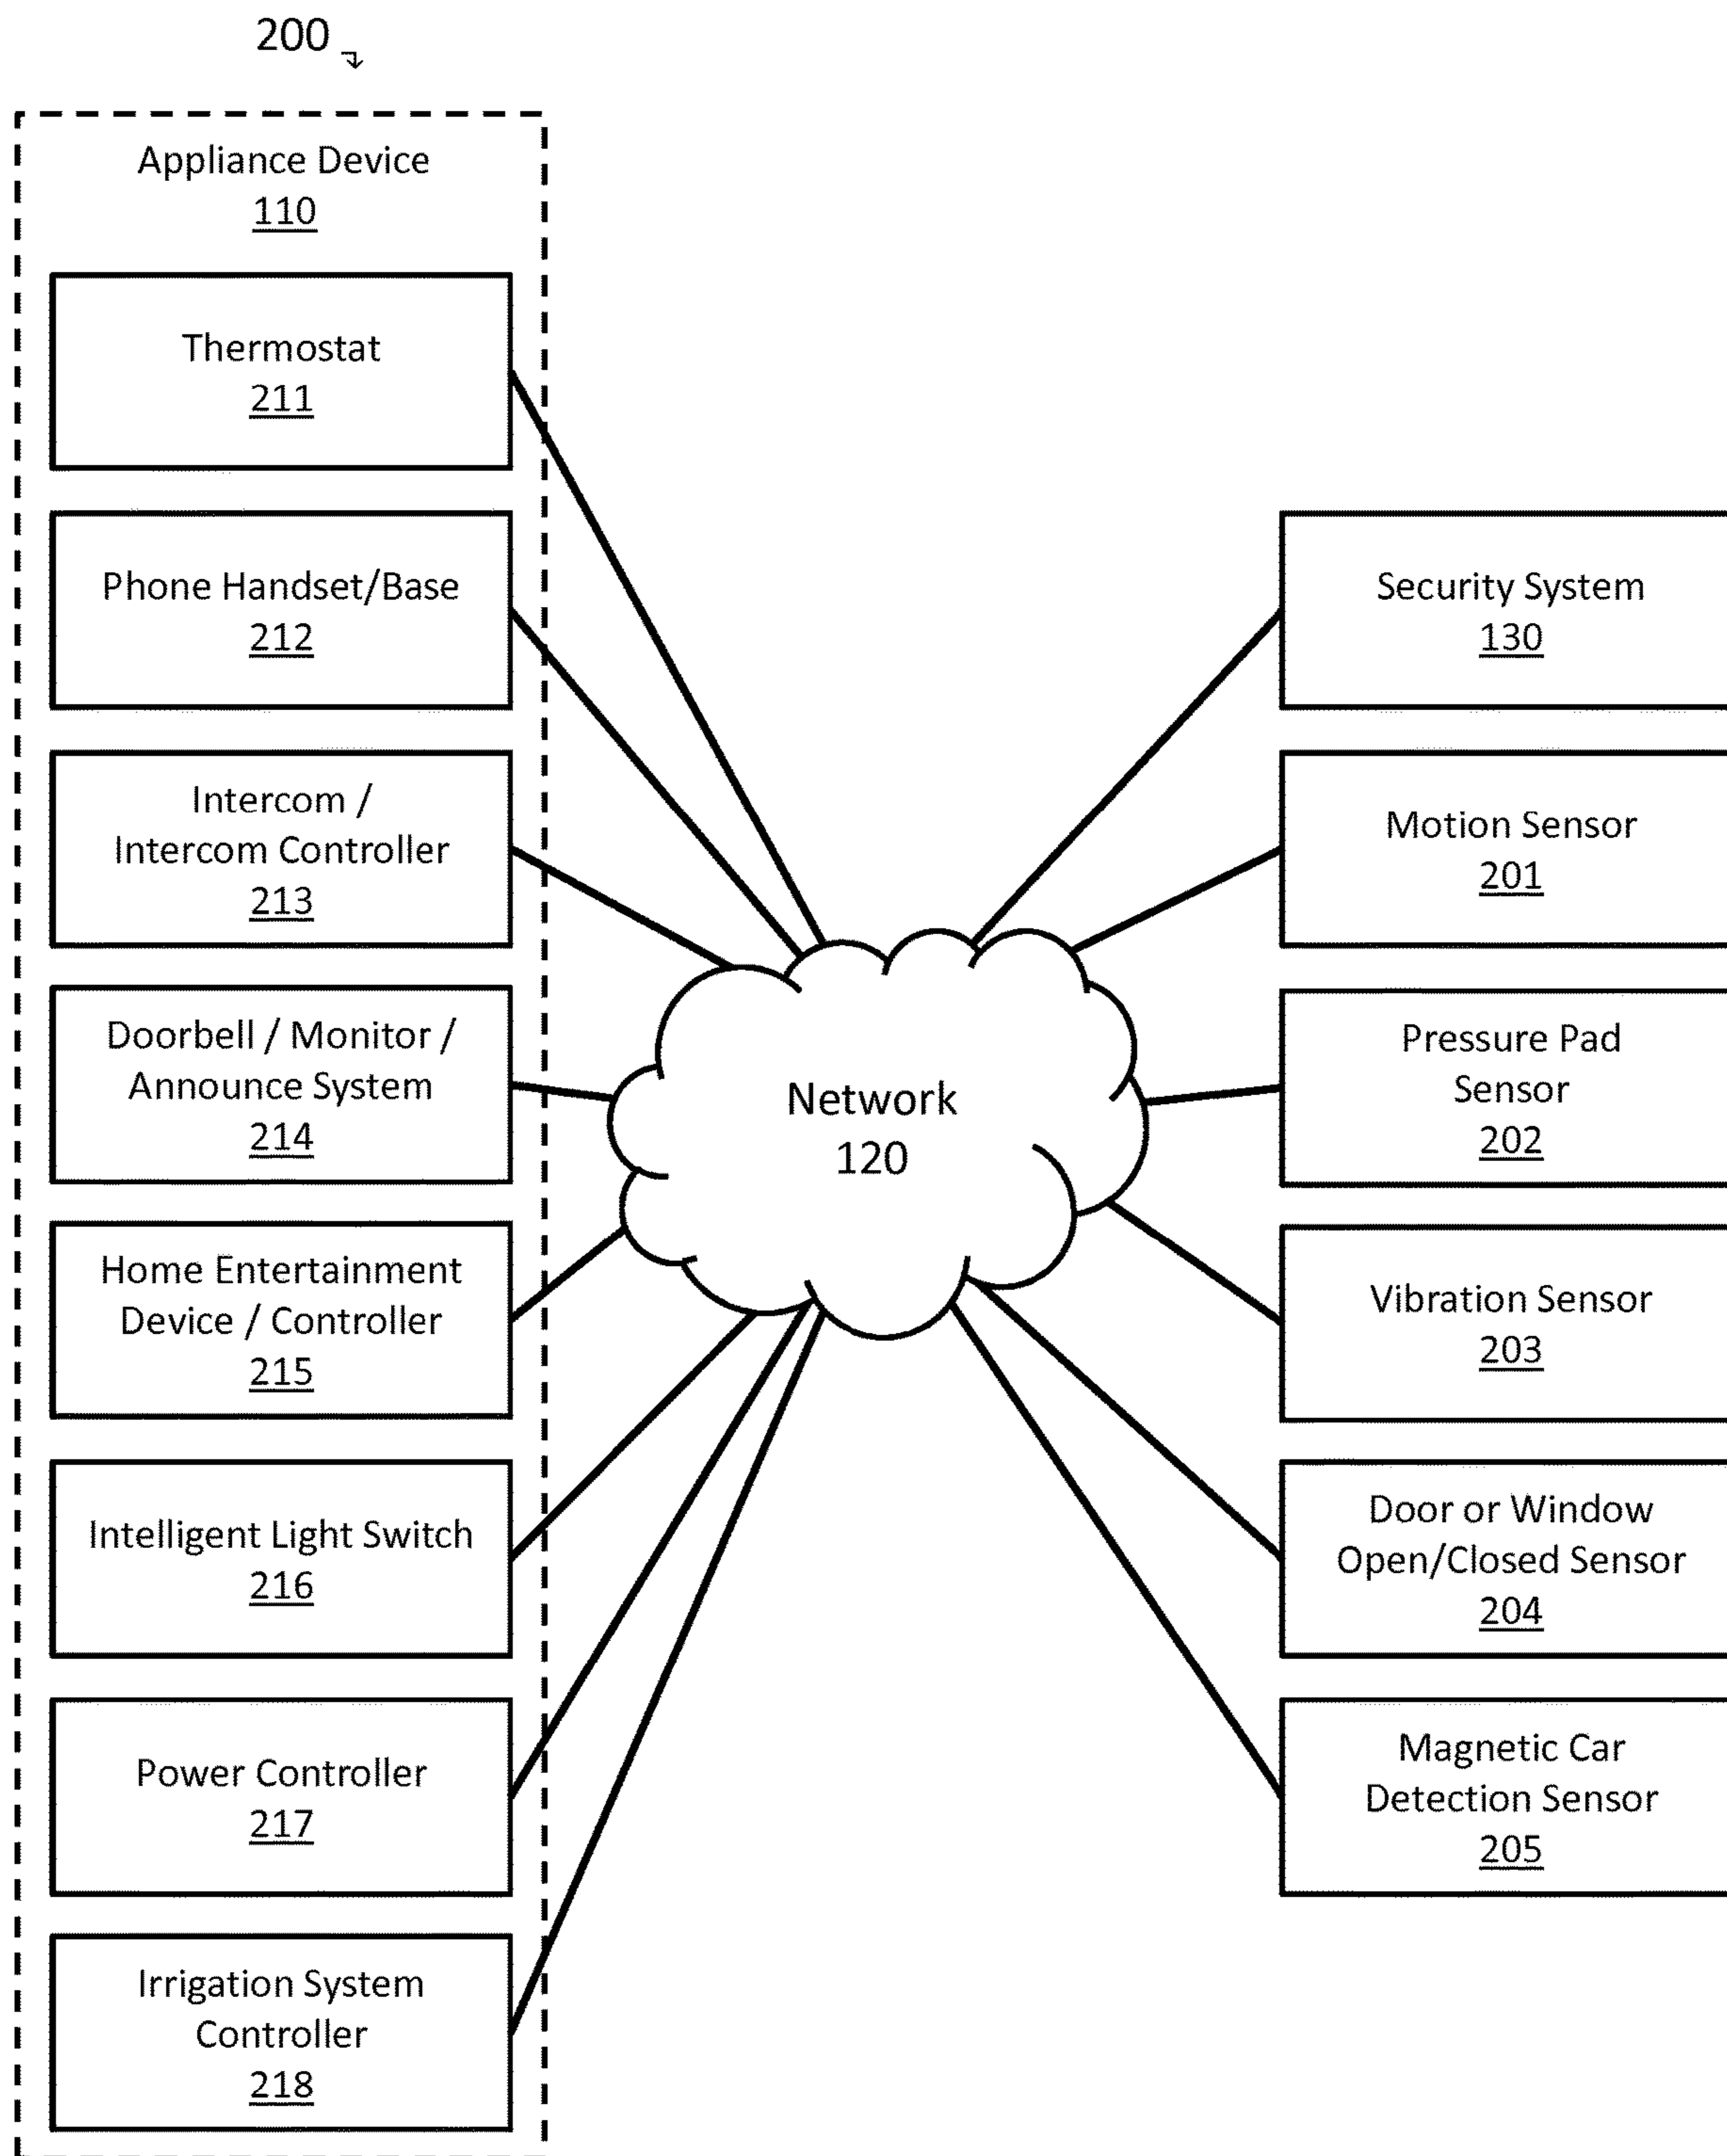 200
Appliance Device
110
Thermostat
211
Phone Handset/Base
212
Intercom /
Intercom Controller
213
Doorbell / Monitor /
Announce System
214
Home Entertainment
Device / Controller
215
Intelligent Light Switch
216
Power Controller
217
Irrigation System
Controller
218
Network
120
Security System
130
Motion Sensor
201
Pressure Pad
Sensor
202
Vibration Sensor
203
Door or Window
Open/Closed Sensor
204
Magnetic Car
Detection Sensor
205